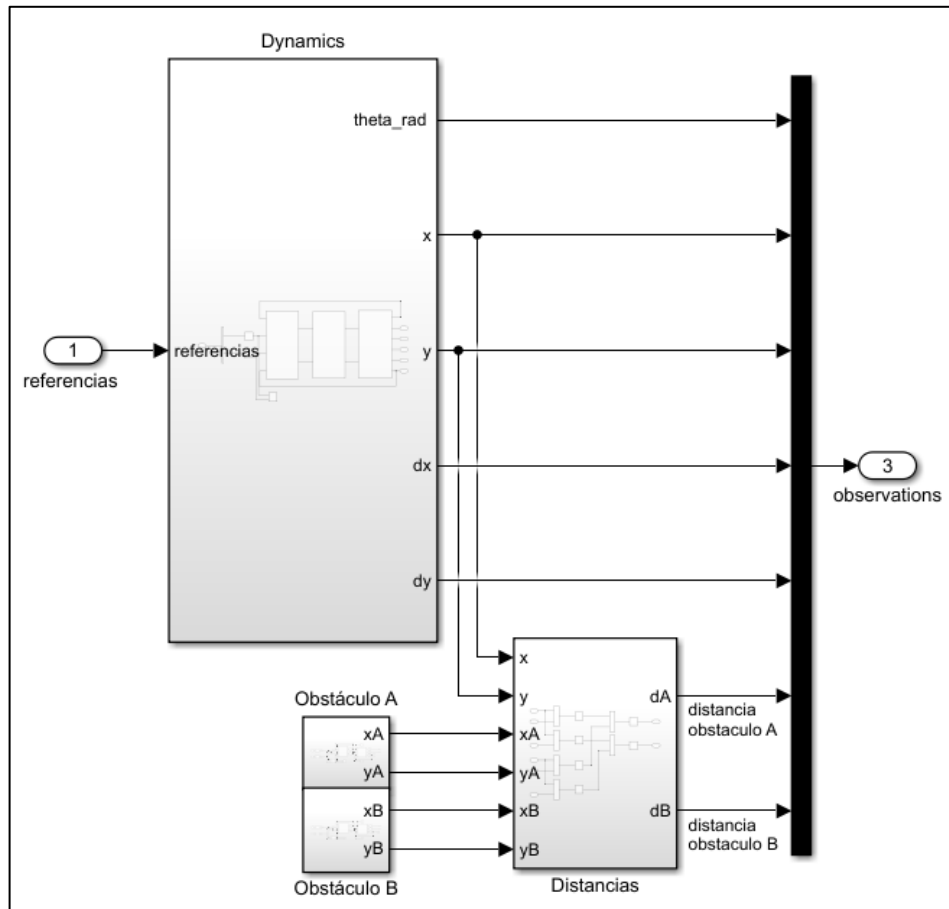 Dynamics
theta_rad
x
y
dx
dy
referencias
1
referencias
3
observations
x
y
xA
yA
xB
yB
dA
dB
Distancias
distancia
obstaculo A
distancia
obstaculo B
Obstáculo A
xA
yA
xB
yB
Obstáculo B